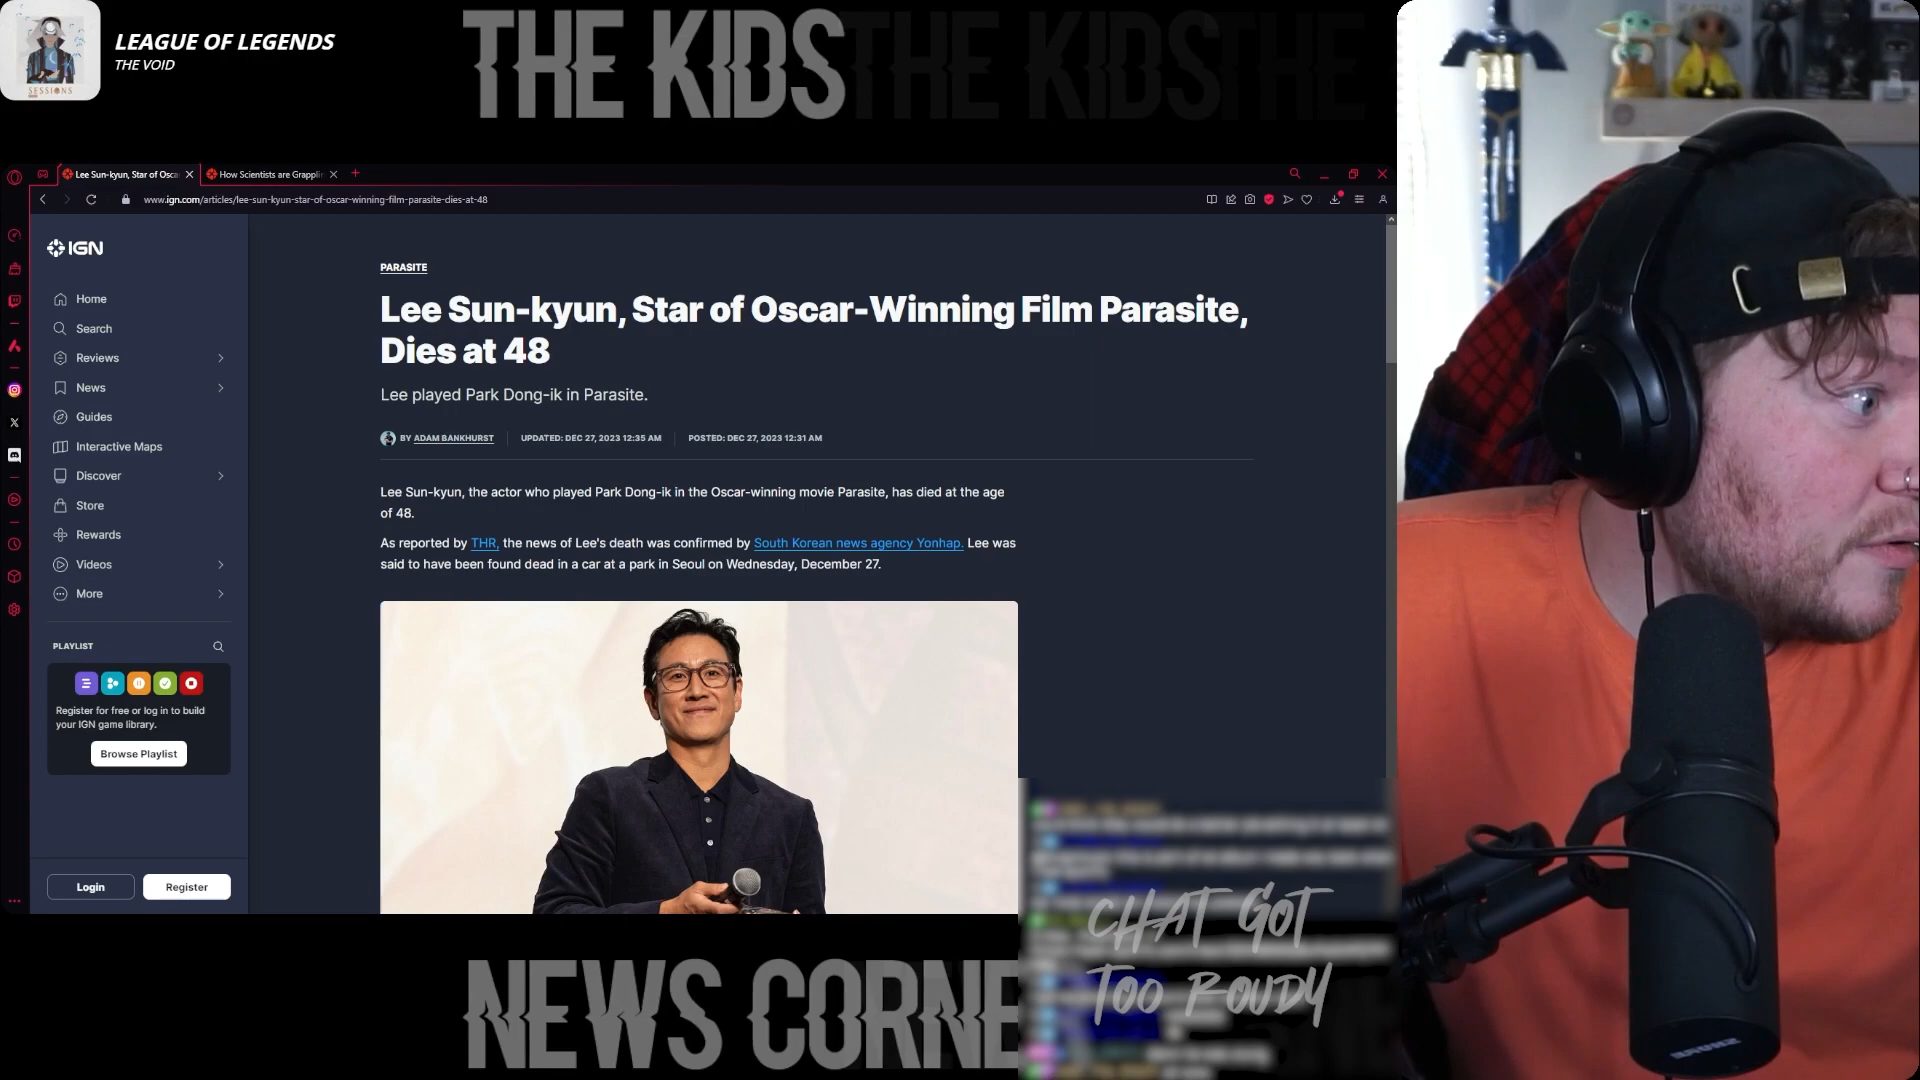 LEAGUE OF LEGENDS
THE VOID
SESSIONS
THE KIDS THE KIDS THE
Lee Sun-kyun, Star of Osca
How Scientists are Grappli
www.ign.com/articles/lee-sun-kyun-star-of-oscar-winning-film-parasite-dies-at-48
IGN
Home
Search
Reviews
News
Guides
Interactive Maps
Discover
Store
Rewards
Videos
More
PLAYLIST
Register for free or log in to build
your IGN game library.
Browse Playlist
Login
Register
PARASITE
Lee Sun-kyun, Star of Oscar-Winning Film Parasite,
Dies at 48
Lee played Park Dong-ik in Parasite.
BY ADAM BANKHURST
UPDATED: DEC 27, 2023 12:35 AM
POSTED: DEC 27, 2023 12:31 AM
Lee Sun-kyun, the actor who played Park Dong-ik in the Oscar-winning movie Parasite, has died at the age
of 48.
As reported by THR, the news of Lee's death was confirmed by South Korean news agency Yonhap. Lee was
said to have been found dead in a car at a park in Seoul on Wednesday, December 27.
CHAT GOT
TOO ROUDY
NEWS CORNE
SHURE